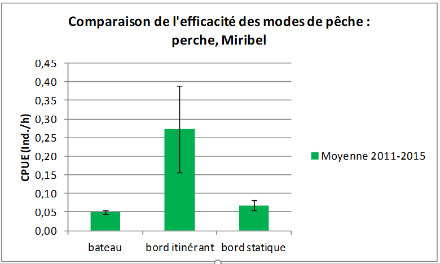 Comparaison de l'efficacité des modes de pêche :
perche, Miribel
0,45
0,40
0,35
0,30
0,25
0,20
0,15
0,10
0,05
0,00
CPUE (Ind./h)
bateau bord itinérant bord statique
Moyenne 2011-2015